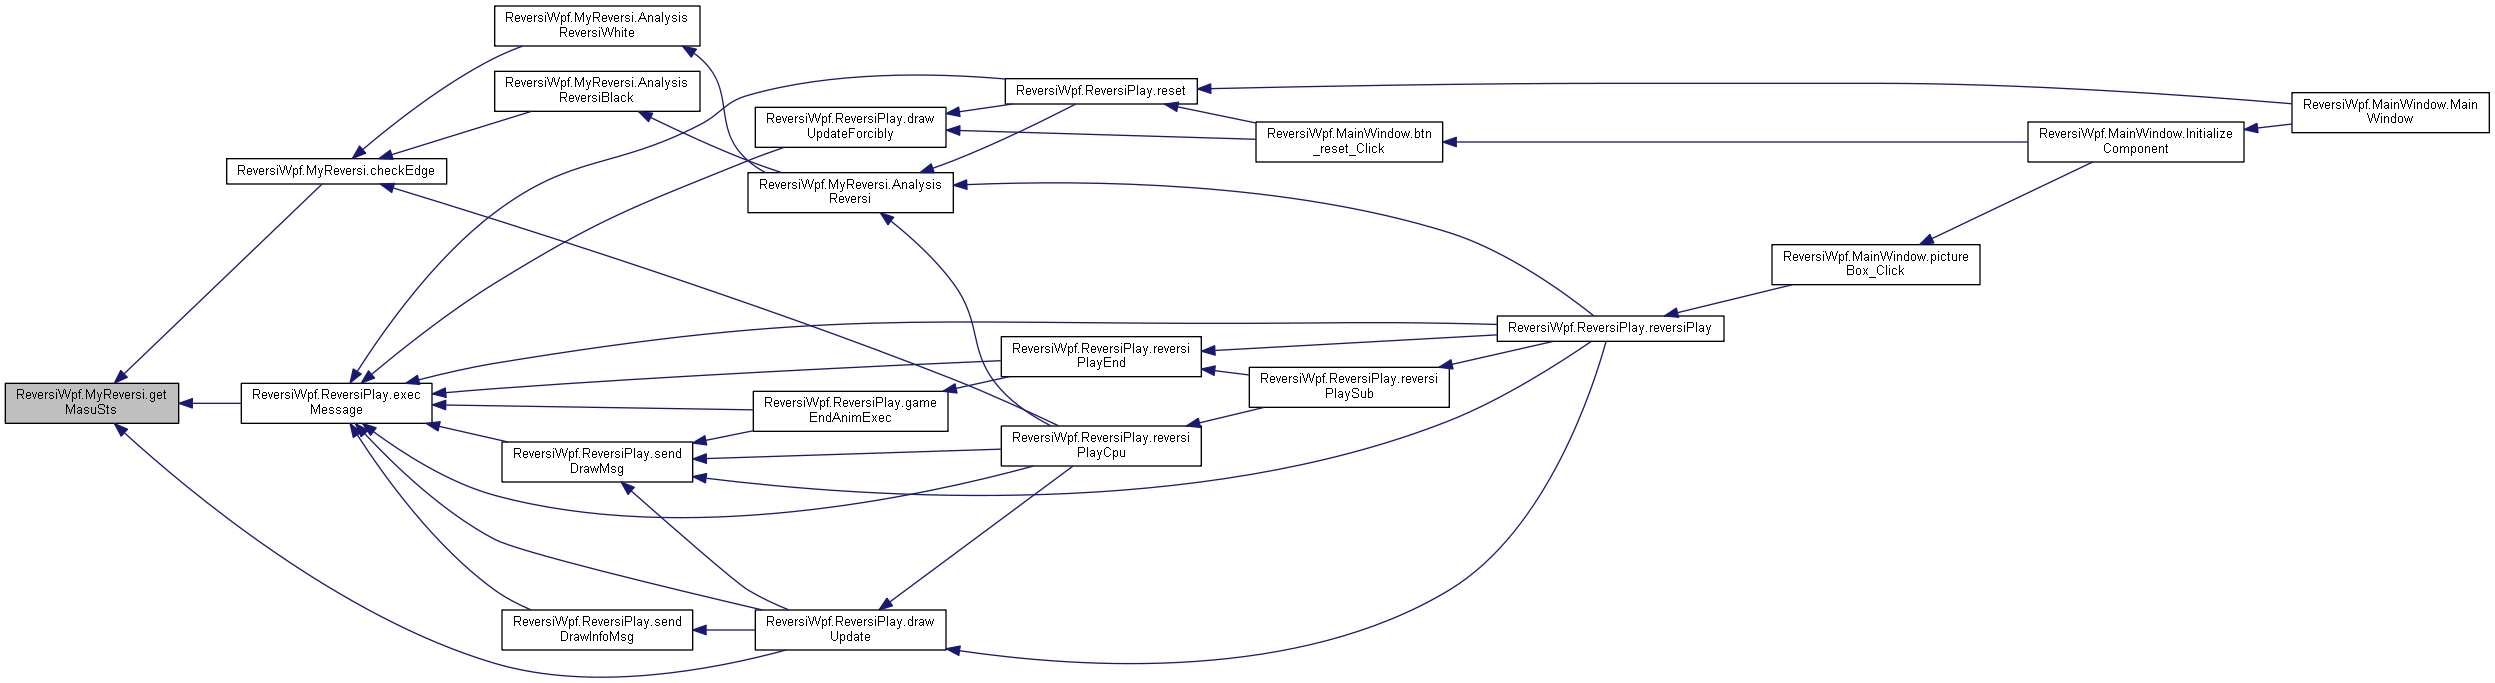 ReversiWpf.MyReversi.Analysis
ReversiWhite
ReversiWpf.MyReversi.Analysis
ReversiBlack
ReversiWpf.ReversiPlay.reset
ReversiWpf.MainWindow.Main
Window
ReversiWpf.ReversiPlay.draw
UpdateForcibly
ReversiWpf.MainWindow.btn
_reset_Click
ReversiWpf.MainWindow.Initialize
Component
ReversiWpf.MyReversi.checkEdge
ReversiWpf.MyReversi.Analysis
Reversi
ReversiWpf.MainWindow.picture
Box_Click
ReversiWpf.ReversiPlay.reversiPlay
ReversiWpf.ReversiPlay.reversi
PlayEnd
ReversiWpf.ReversiPlay.reversi
PlaySub
ReversiWpf.MyReversi.get
MasuSts
ReversiWpf.ReversiPlay.exec
Message
ReversiWpf.ReversiPlay.game
EndAnimExec
ReversiWpf.ReversiPlay.reversi
PlayCpu
ReversiWpf.ReversiPlay.send
DrawMsg
ReversiWpf.ReversiPlay.send
DrawInfoMsg
ReversiWpf.ReversiPlay.draw
Update